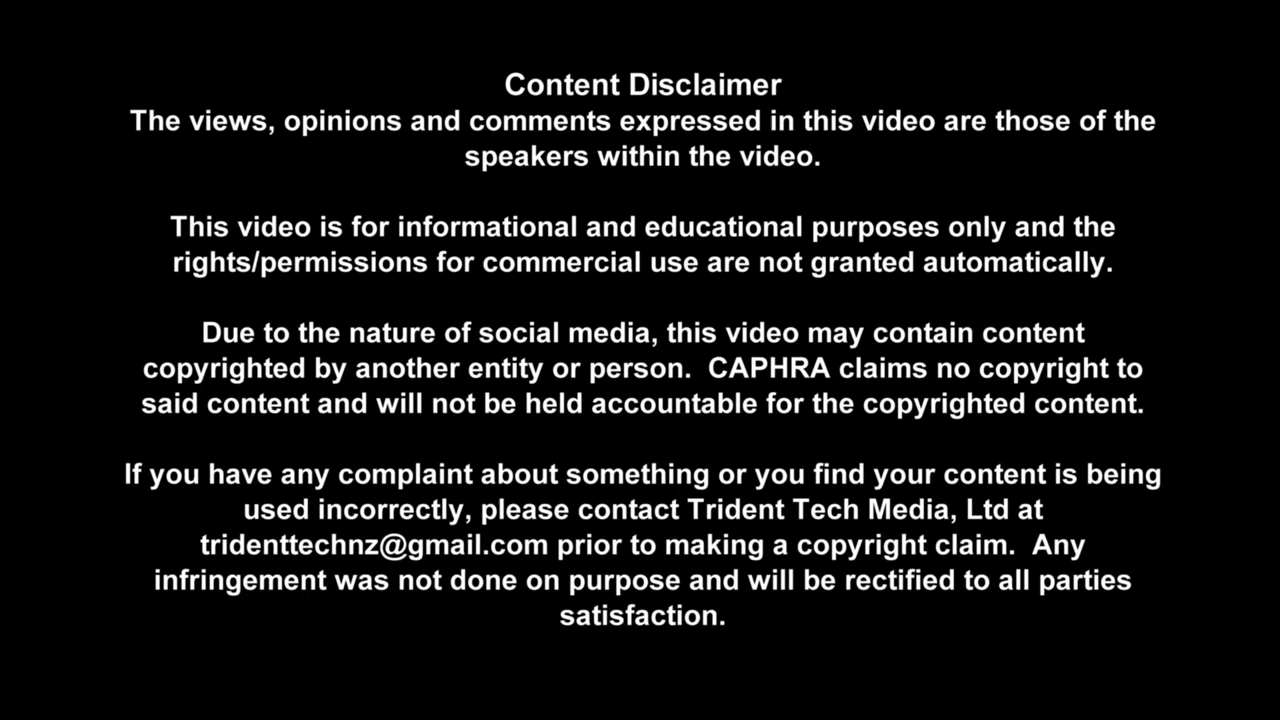 Content Disclaimer
The views, opinions and comments expressed in this video are those of the
speakers within the video.
This video is for informational and educational purposes only and the
rights/permissions for commercial use are not granted automatically.
Due to the nature of social media, this video may contain content
copyrighted by another entity or person.  CAPHRA claims no copyright to
said content and will not be held accountable for the copyrighted content.
If you have any complaint about something or you find your content is being
used incorrectly, please contact Trident Tech Media, Ltd at
tridenttechnz@gmail.com prior to making a copyright claim.  Any
infringement was not done on purpose and will be rectified to all parties
satisfaction.